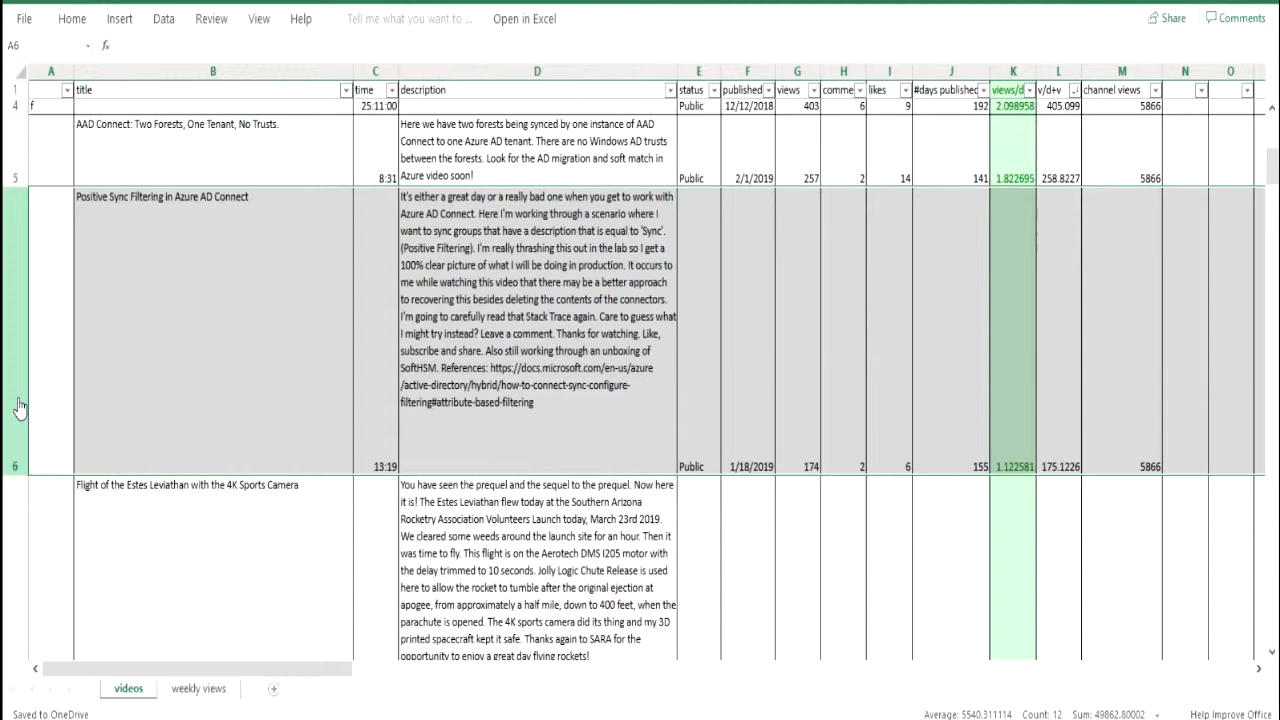 File Home Insert Data Review View Help Tell me what you want to ... Open in Excel Share Comments
A6 fx
A B C D E F G H I J K L M N O
1 title time description status published views comme likes #days published views/d v/d+v channel views
4 f 25:11:00 Public 12/12/2018 403 6 9 192 2.098958 405.099 5866
AAD Connect: Two Forests, One Tenant, No Trusts.
Here we have two forests being synced by one instance of AAD
Connect to one Azure AD tenant. There are no Windows AD trusts
between the forests. Look for the AD migration and soft match in
Azure video soon!
5 8:31 Public 2/1/2019 257 2 14 141 1.822695 258.8227 5866
Positive Sync Filtering in Azure AD Connect
It's either a great day or a really bad one when you get to work with
Azure AD Connect. Here I'm working through a scenario where I
want to sync groups that have a description that is equal to 'Sync'.
(Positive Filtering). I'm really thrashing this out in the lab so I get a
100% clear picture of what I will be doing in production. It occurs to
me while watching this video that there may be a better approach
to recovering this besides deleting the contents of the connectors.
I'm going to carefully read that Stack Trace again. Care to guess what
I might try instead? Leave a comment. Thanks for watching. Like,
subscribe and share. Also still working through an unboxing of
SoftHSM. References: https://docs.microsoft.com/en-us/azure
/active-directory/hybrid/how-to-connect-sync-configure-
filtering#attribute-based-filtering
6 13:19 Public 1/18/2019 174 2 6 155 1.122581 175.1226 5866
Flight of the Estes Leviathan with the 4K Sports Camera
You have seen the prequel and the sequel to the prequel. Now here
it is! The Estes Leviathan flew today at the Southern Arizona
Rocketry Association Volunteers Launch today, March 23rd 2019.
We cleared some weeds around the launch site for an hour. Then it
was time to fly. This flight is on the Aerotech DMS I205 motor with
the delay trimmed to 10 seconds. Jolly Logic Chute Release is used
here to allow the rocket to tumble after the original ejection at
apogee, from approximately a half mile, down to 400 feet, when the
parachute is opened. The 4K sports camera did its thing and my 3D
printed spacecraft kept it safe. Thanks again to SARA for the
opportunity to enjoy a great day flying rockets!
videos weekly views
Saved to OneDrive Average: 5540.311114 Count: 12 Sum: 49862.80002 Help Improve Office